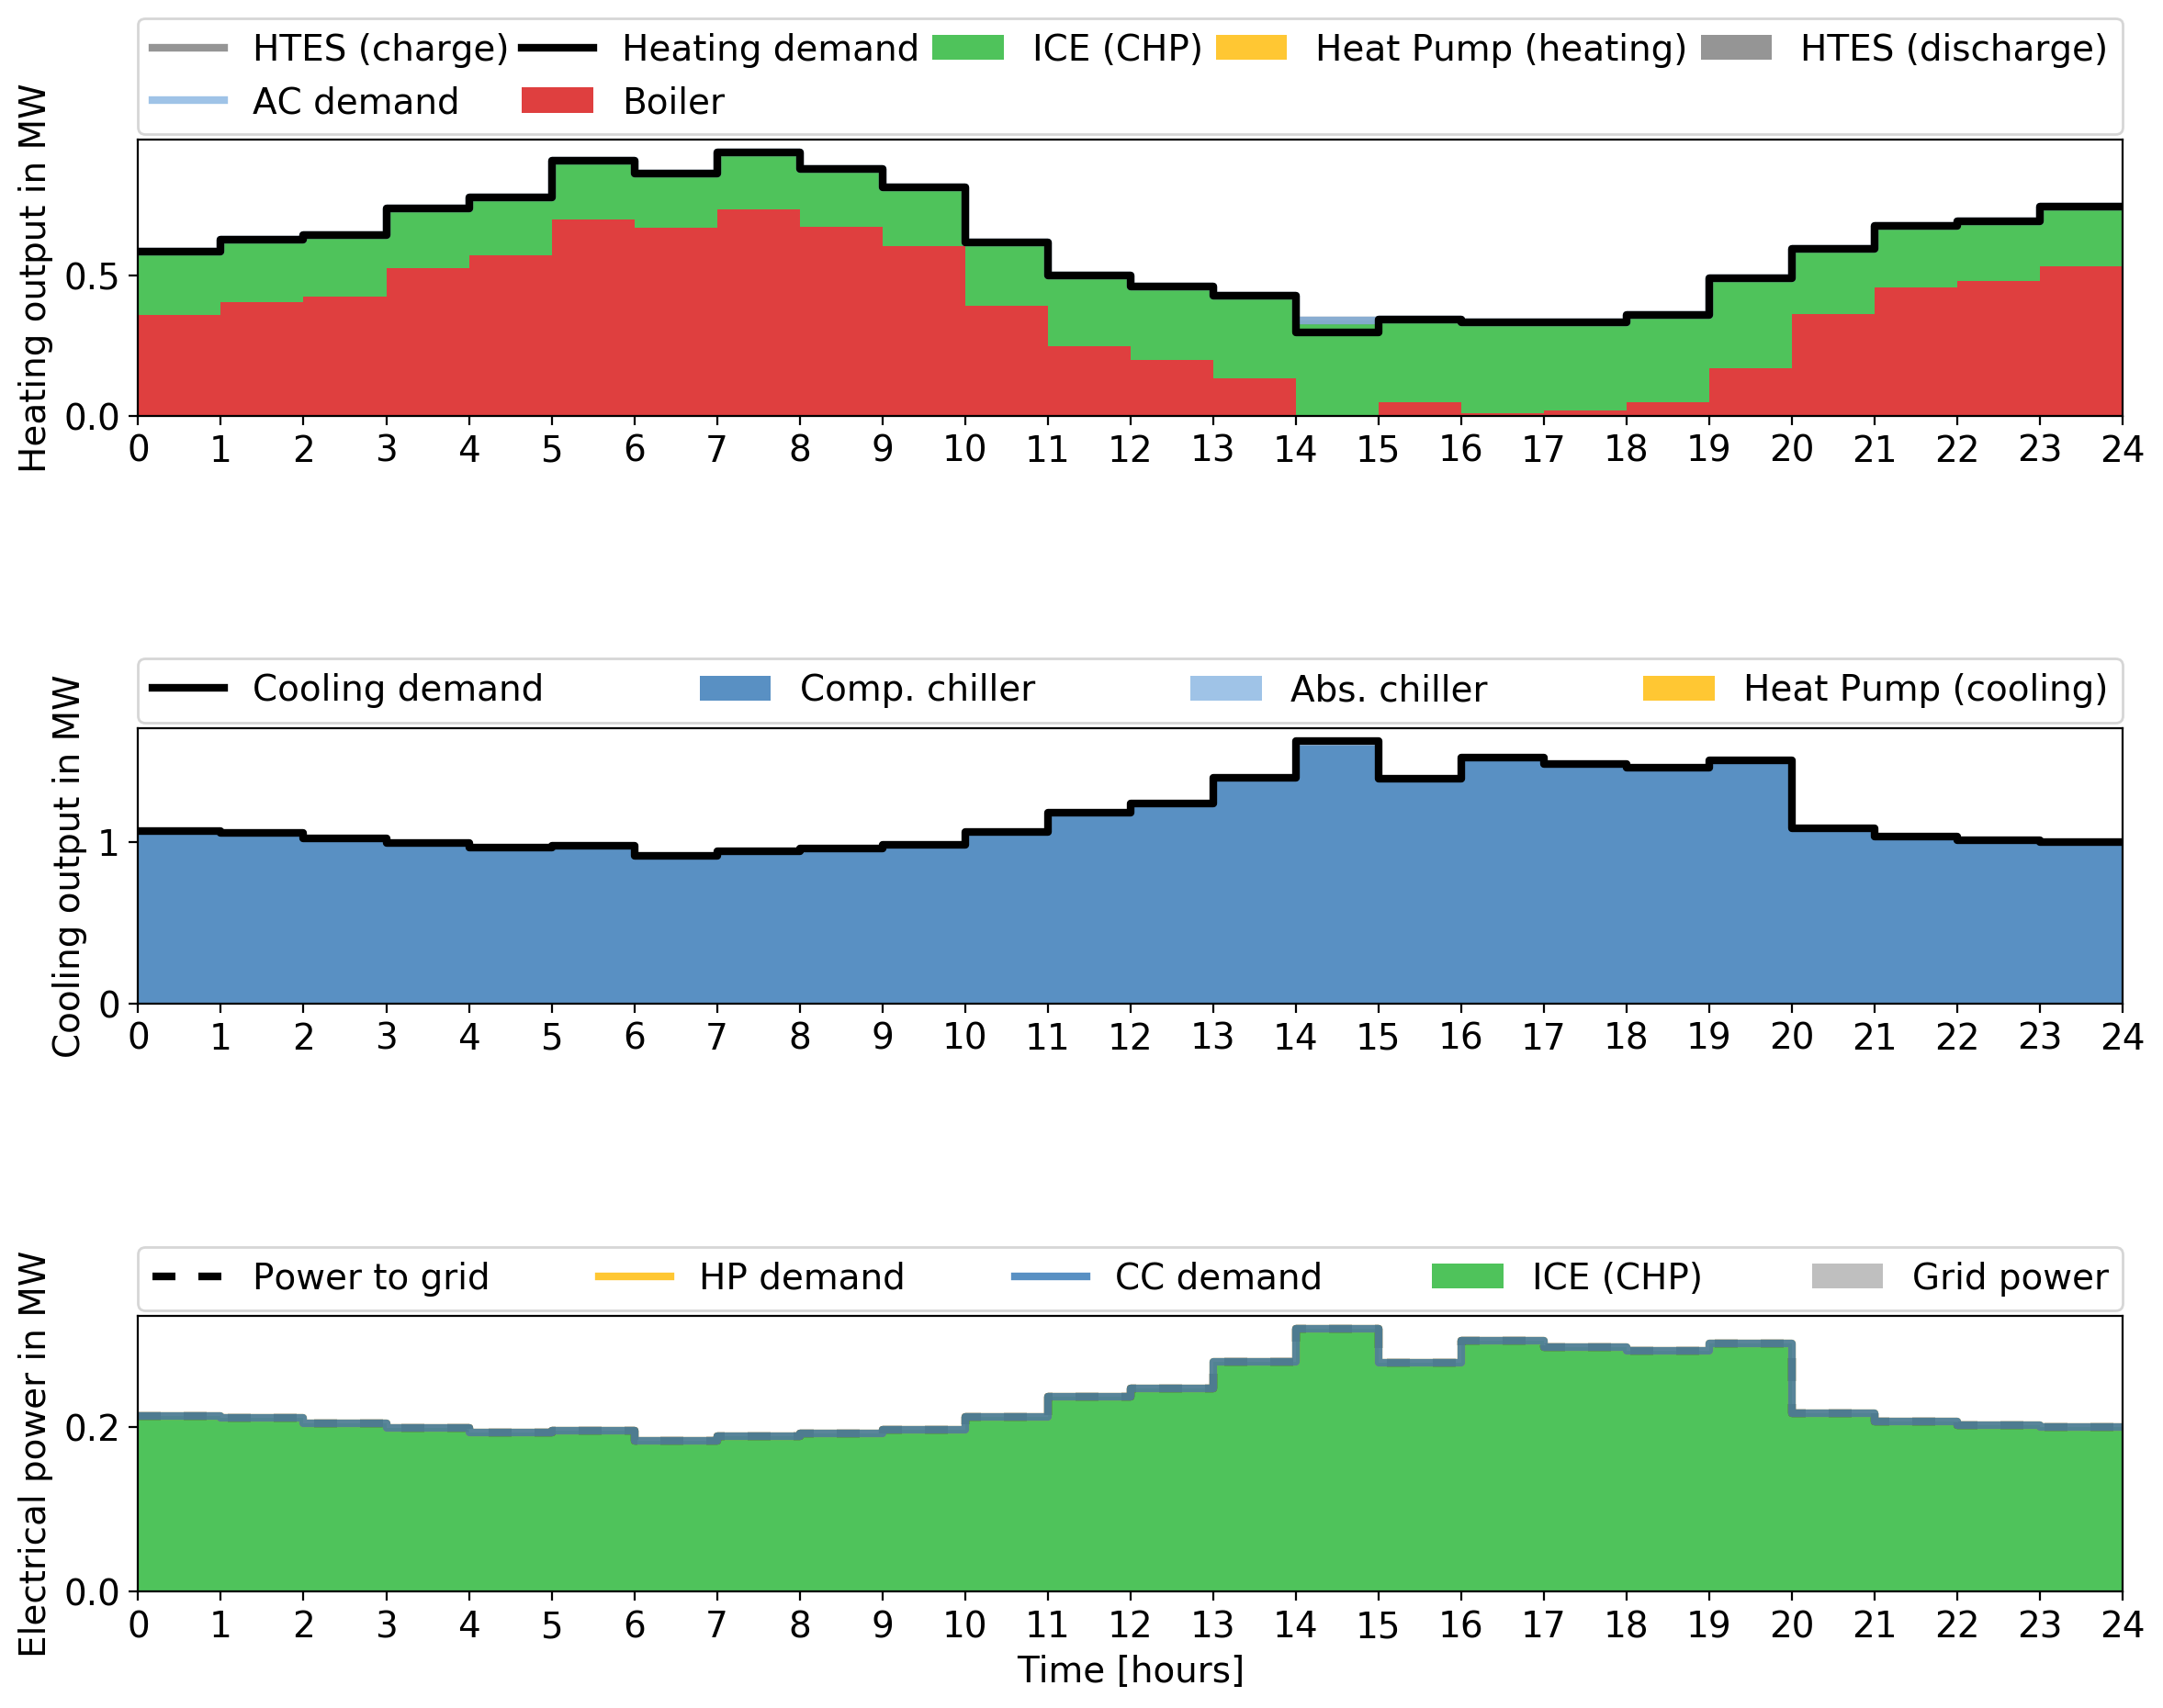 HTES (charge) Heating demand ICE (CHP) Heat Pump (heating) HTES (discharge)
AC demand Boiler
Heating output in MW
0.5
0.0
0 1 2 3 4 5 6 7 8 9 10 11 12 13 14 15 16 17 18 19 20 21 22 23 24
Cooling demand Comp. chiller Abs. chiller Heat Pump (cooling)
Cooling output in MW
1
0
0 1 2 3 4 5 6 7 8 9 10 11 12 13 14 15 16 17 18 19 20 21 22 23 24
Power to grid HP demand CC demand ICE (CHP) Grid power
Electrical power in MW
0.2
0.0
0 1 2 3 4 5 6 7 8 9 10 11 12 13 14 15 16 17 18 19 20 21 22 23 24
Time [hours]